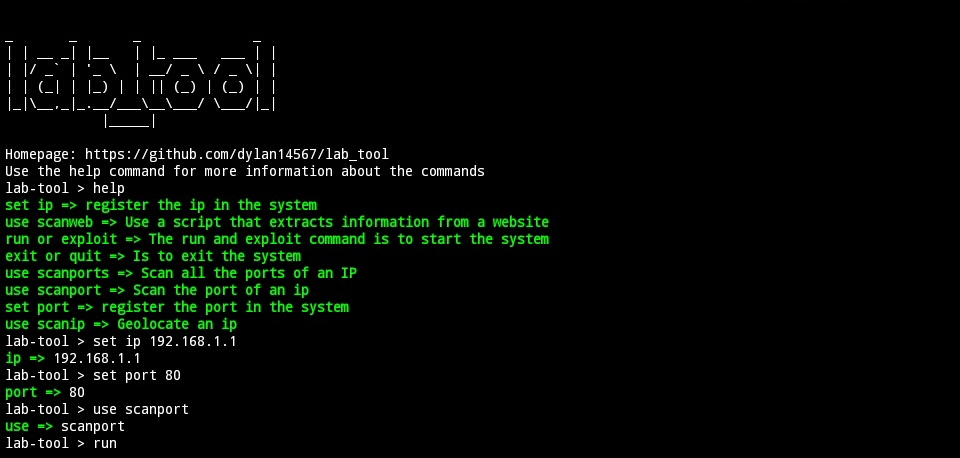 lab_tool
Homepage: https://github.com/dylan14567/lab_tool
Use the help command for more information about the commands
lab-tool > help
set ip => register the ip in the system
use scanweb => Use a script that extracts information from a website
run or exploit => The run and exploit command is to start the system
exit or quit => Is to exit the system
use scanports => Scan all the ports of an IP
use scanport => Scan the port of an ip
set port => register the port in the system
use scanip => Geolocate an ip
lab-tool > set ip 192.168.1.1
ip => 192.168.1.1
lab-tool > set port 80
port => 80
lab-tool > use scanport
use => scanport
lab-tool > run